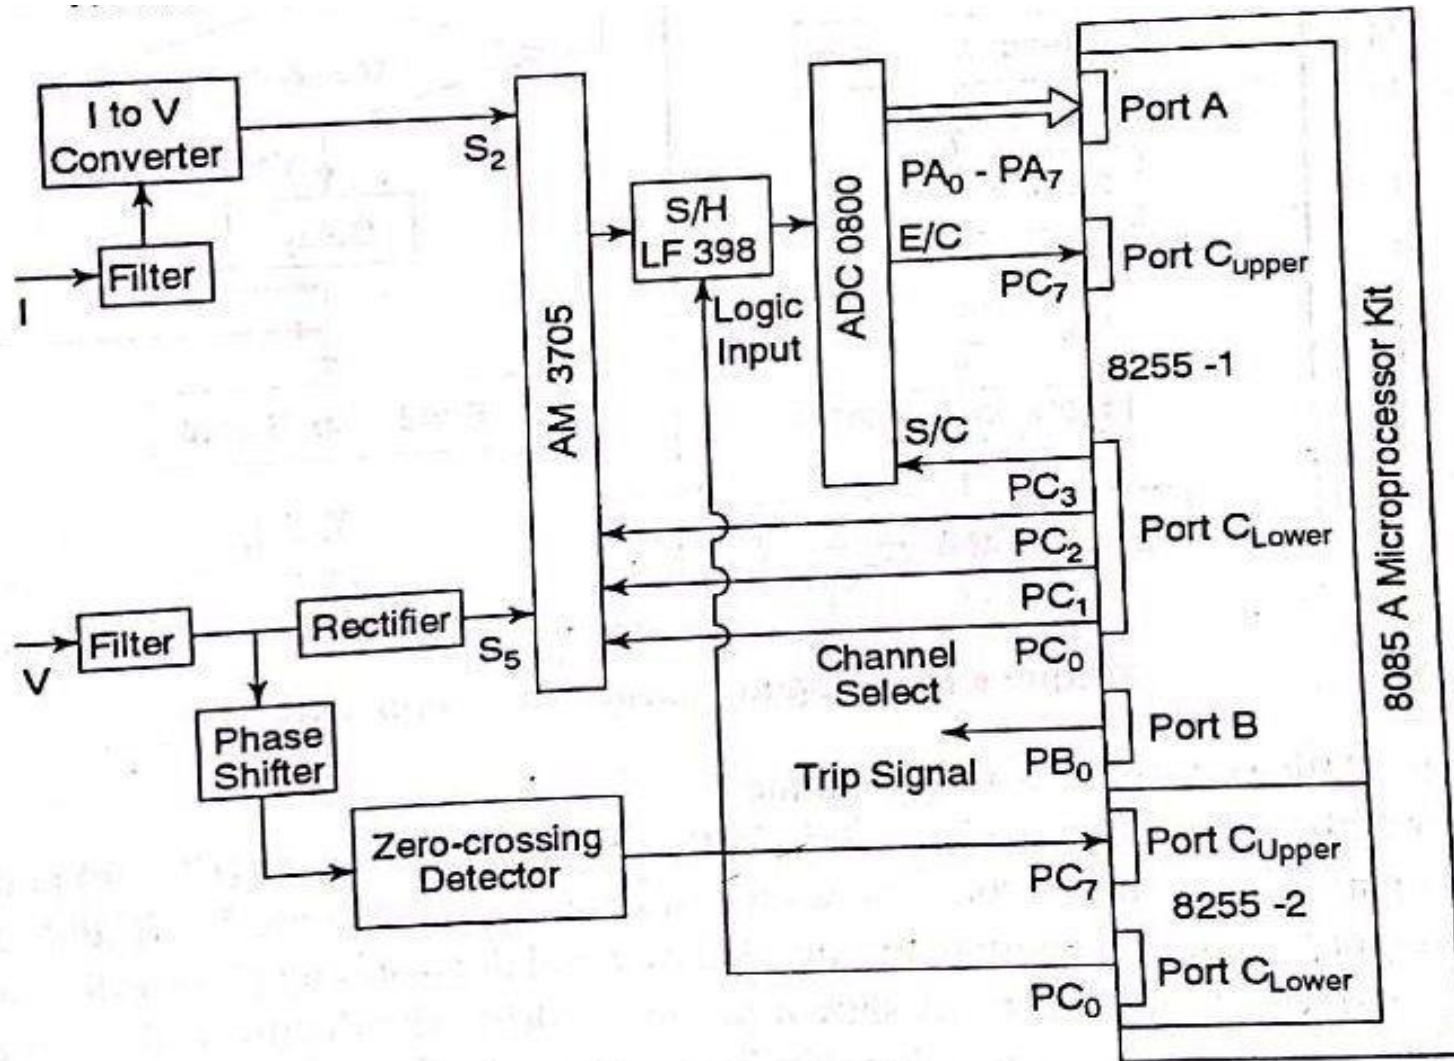 I to V
Converter
S₂
Filter
I
AM 3705
S/H
LF 398
Logic
Input
ADC 0800
PA₀ - PA₇
E/C
PC₇
S/C
PC₃
PC₂
PC₁
PC₀
Channel
Select
Port A
Port Cupper
8255 -1
Port CLower
Port B
PB₀
Trip Signal
8085 A Microprocessor Kit
V
Filter
Rectifier
S₅
Phase
Shifter
Zero-crossing
Detector
PC₇
Port CUpper
8255 -2
PC₀
Port CLower